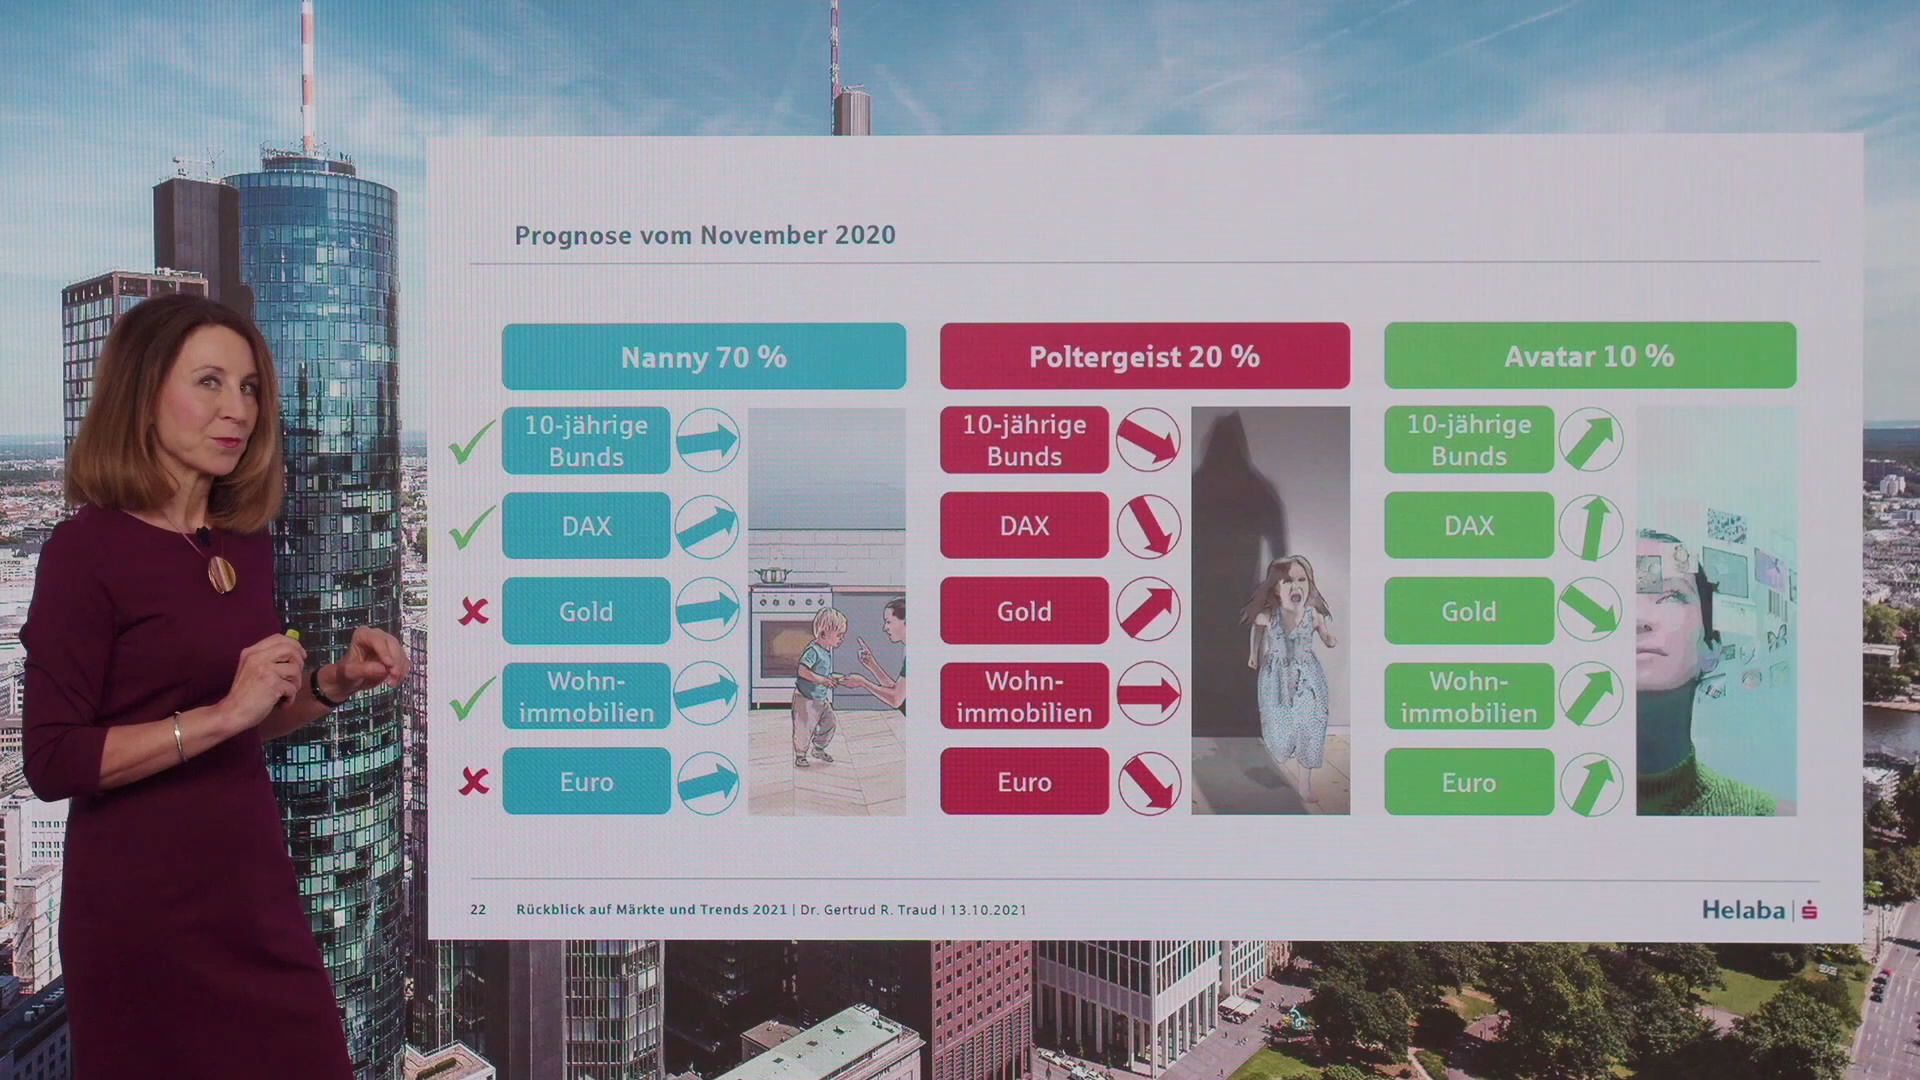 Prognose vom November 2020
Nanny 70 %
10-jährige
Bunds
DAX
Gold
Wohn-
immobilien
Euro
Poltergeist 20 %
10-jährige
Bunds
DAX
Gold
Wohn-
immobilien
Euro
Avatar 10 %
10-jährige
Bunds
DAX
Gold
Wohn-
immobilien
Euro
22 Rückblick auf Märkte und Trends 2021 | Dr. Gertrud R. Traud I 13.10.2021
Helaba